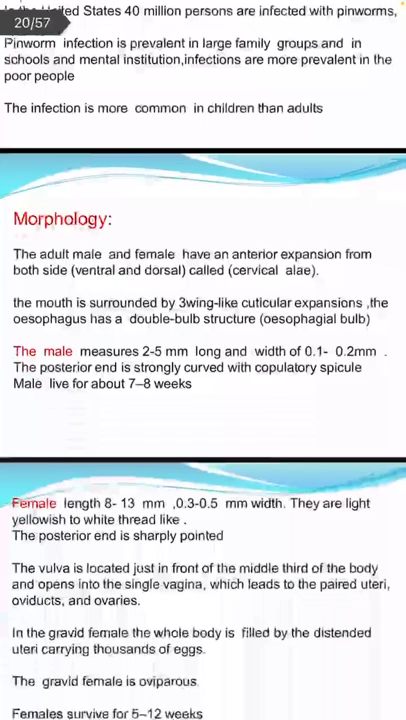 In the United States 40 million persons are infected with pinworms,
20/57
Pinworm infection is prevalent in large family groups and in
schools and mental institution,infections are more prevalent in the
poor people
The infection is more common in children than adults
Morphology:
The adult male and female have an anterior expansion from
both side (ventral and dorsal) called (cervical alae).
the mouth is surrounded by 3wing-like cuticular expansions ,the
oesophagus has a double-bulb structure (oesophagial bulb)
The male measures 2-5 mm long and width of 0.1- 0.2mm .
The posterior end is strongly curved with copulatory spicule
Male live for about 7–8 weeks
Female length 8- 13 mm ,0.3-0.5 mm width. They are light
yellowish to white thread like .
The posterior end is sharply pointed
The vulva is located just in front of the middle third of the body
and opens into the single vagina, which leads to the paired uteri,
oviducts, and ovaries.
In the gravid female the whole body is filled by the distended
uteri carrying thousands of eggs.
The gravid female is oviparous
Females survive for 5–12 weeks